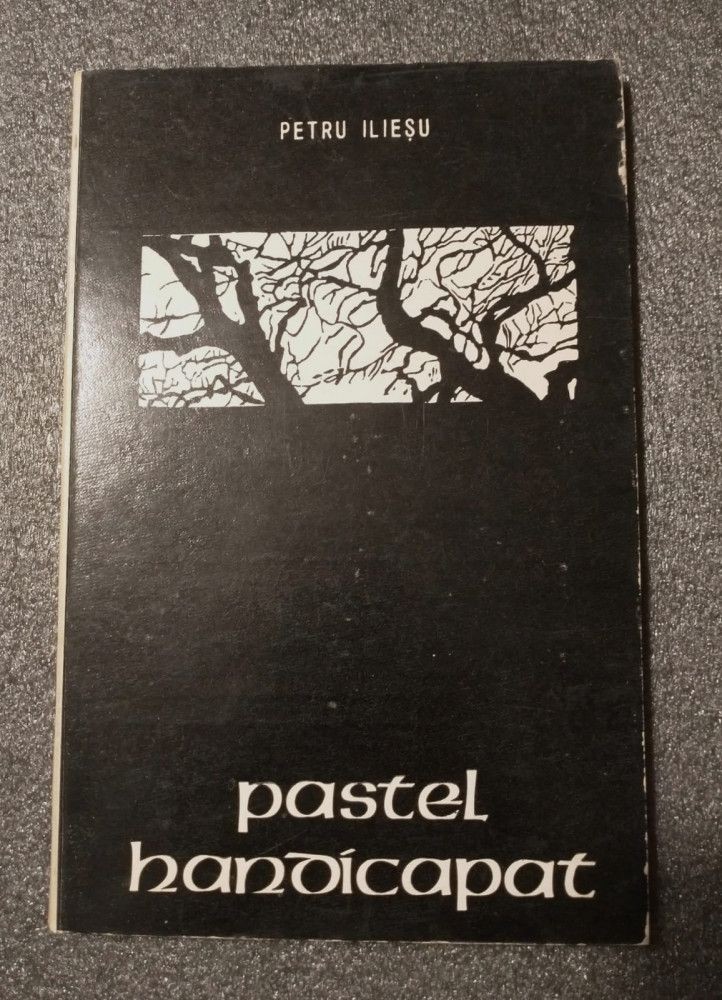 PETRU ILIEȘU
pastel
handicapat